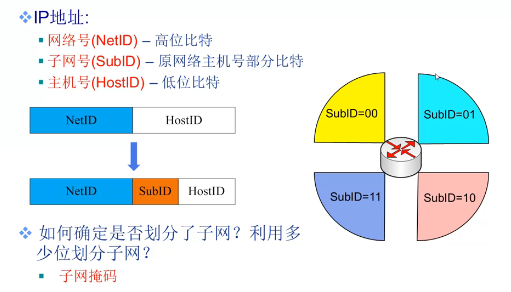 IP地址:
网络号(NetID) – 高位比特
子网号(SubID) – 原网络主机号部分比特
主机号(HostID) – 低位比特
NetID HostID
NetID SubID HostID
SubID=00 SubID=01
SubID=11 SubID=10
如何确定是否划分了子网？利用多
少位划分子网？
子网掩码